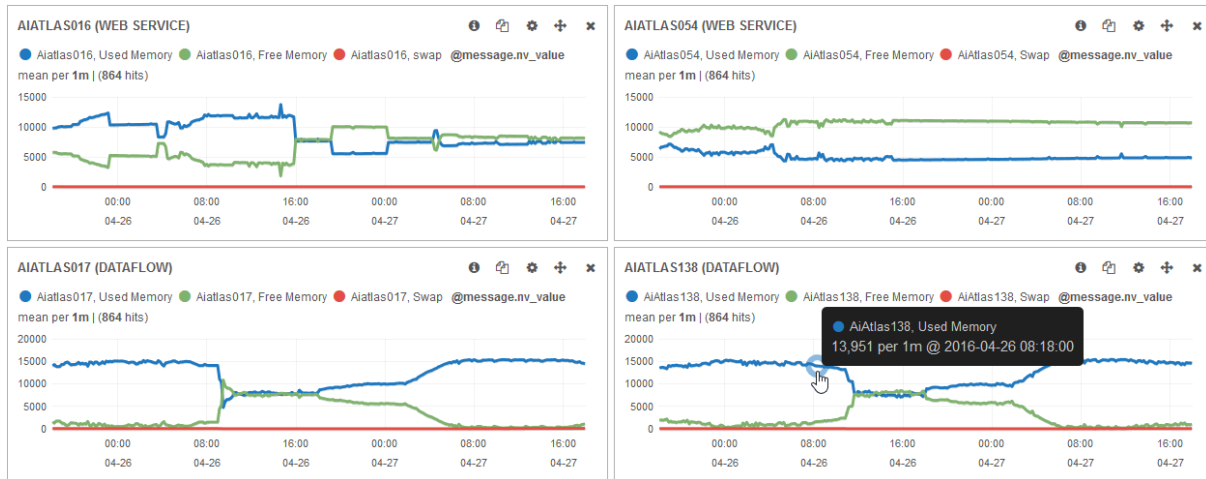 AIATLAS016 (WEB SERVICE)
Aiatlas016, Used Memory Aiatlas016, Free Memory Aiatlas016, swap @message.nv_value
mean per 1m | (864 hits)
15000
10000
5000
0
00:00 08:00 16:00 00:00 08:00 16:00
04-26 04-26 04-26 04-27 04-27 04-27
AIATLAS054 (WEB SERVICE)
AiAtlas054, Used Memory AiAtlas054, Free Memory AiAtlas054, Swap @message.nv_value
mean per 1m | (864 hits)
15000
10000
5000
0
00:00 08:00 16:00 00:00 08:00 16:00
04-26 04-26 04-26 04-27 04-27 04-27
AIATLAS017 (DATAFLOW)
Aiatlas017, Used Memory Aiatlas017, Free Memory Aiatlas017, Swap @message.nv_value
mean per 1m | (864 hits)
20000
15000
10000
5000
0
00:00 08:00 16:00 00:00 08:00 16:00
04-26 04-26 04-26 04-27 04-27 04-27
AIATLAS138 (DATAFLOW)
AiAtlas138, Used Memory AiAtlas138, Free Memory AiAtlas138, Swap @message.nv_value
mean per 1m | (864 hits)
AiAtlas138, Used Memory
13,951 per 1m @ 2016-04-26 08:18:00
20000
15000
10000
5000
0
00:00 08:00 16:00 00:00 08:00 16:00
04-26 04-26 04-26 04-27 04-27 04-27